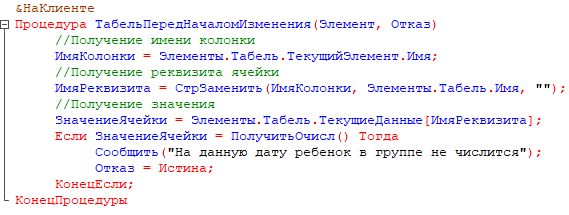 &НаКлиенте
Процедура ТабельПередНачаломИзменения(Элемент, Отказ)
//Получение имени колонки
ИмяКолонки = Элементы.Табель.ТекущийЭлемент.Имя;
//Получение реквизита ячейки
ИмяРеквизита = СтрЗаменить(ИмяКолонки, Элементы.Табель.Имя, "");
//Получение значения
ЗначениеЯчейки = Элементы.Табель.ТекущиеДанные[ИмяРеквизита];
Если ЗначениеЯчейки = ПолучитьОчисл() Тогда
Сообщить("На данную дату ребенок в группе не числится");
Отказ = Истина;
КонецЕсли;
КонецПроцедуры